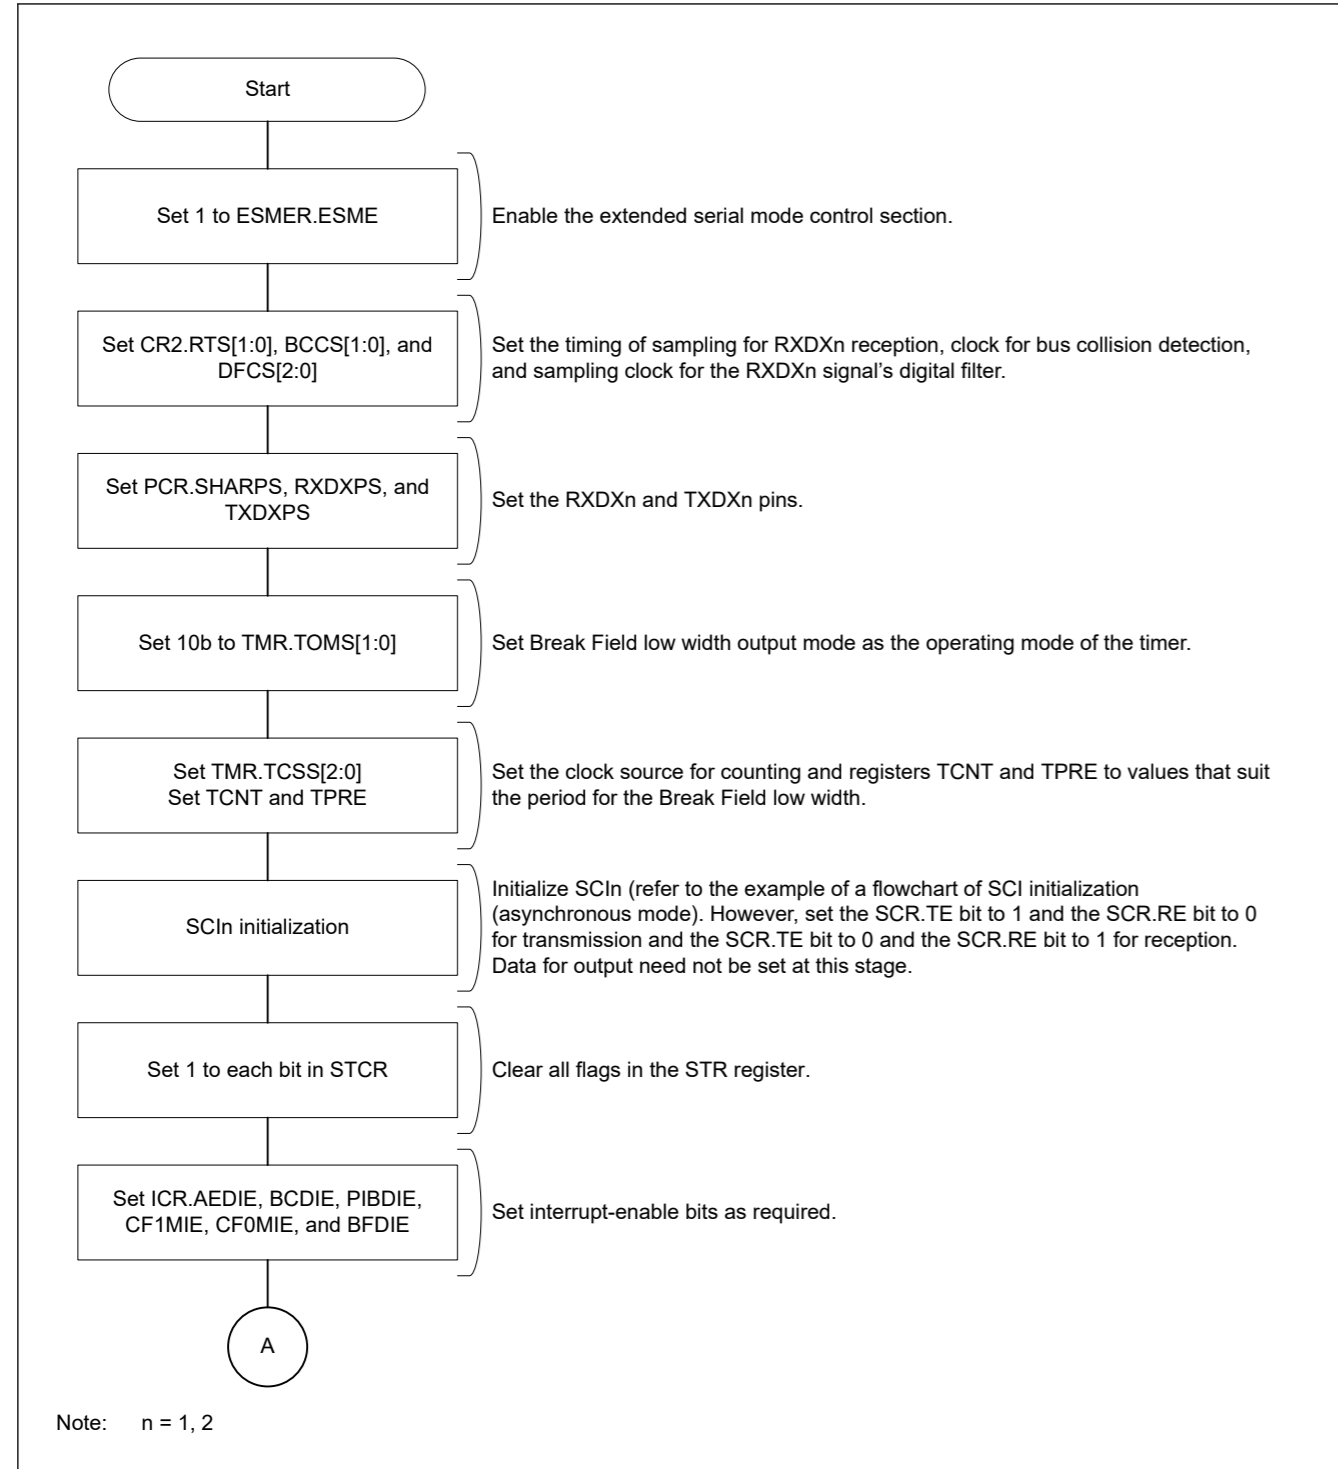 Start
Set 1 to ESMER.ESME
Enable the extended serial mode control section.
Set CR2.RTS[1:0], BCCS[1:0], and
DFCS[2:0]
Set the timing of sampling for RXDXn reception, clock for bus collision detection,
and sampling clock for the RXDXn signal’s digital filter.
Set PCR.SHARPS, RXDXPS, and
TXDXPS
Set the RXDXn and TXDXn pins.
Set 10b to TMR.TOMS[1:0]
Set Break Field low width output mode as the operating mode of the timer.
Set TMR.TCSS[2:0]
Set TCNT and TPRE
Set the clock source for counting and registers TCNT and TPRE to values that suit
the period for the Break Field low width.
SCIn initialization
Initialize SCIn (refer to the example of a flowchart of SCI initialization
(asynchronous mode). However, set the SCR.TE bit to 1 and the SCR.RE bit to 0
for transmission and the SCR.TE bit to 0 and the SCR.RE bit to 1 for reception.
Data for output need not be set at this stage.
Set 1 to each bit in STCR
Clear all flags in the STR register.
Set ICR.AEDIE, BCDIE, PIBDIE,
CF1MIE, CF0MIE, and BFDIE
Set interrupt-enable bits as required.
A
Note: n = 1, 2